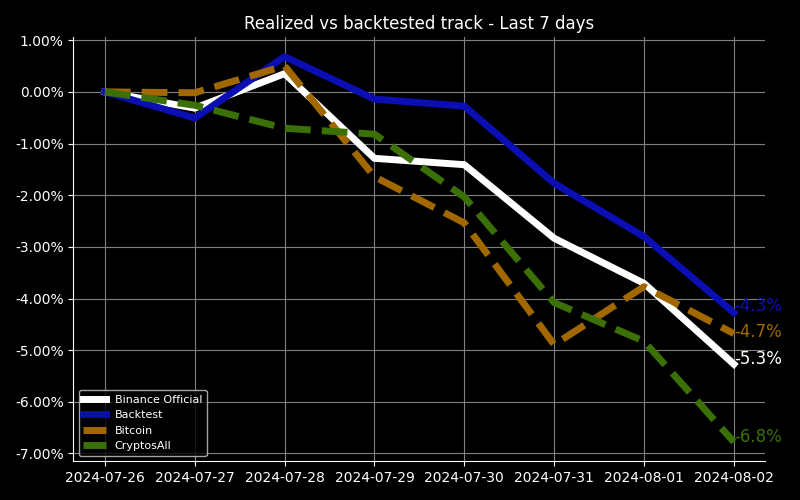 Realized vs backtested track - Last 7 days
1.00%
0.00%
-1.00%
-2.00%
-3.00%
-4.00%
-5.00%
-6.00%
-7.00%
-4.3%
-4.7%
-5.3%
-6.8%
Binance Official
Backtest
Bitcoin
CryptosAll
2024-07-26 2024-07-27 2024-07-28 2024-07-29 2024-07-30 2024-07-31 2024-08-01 2024-08-02